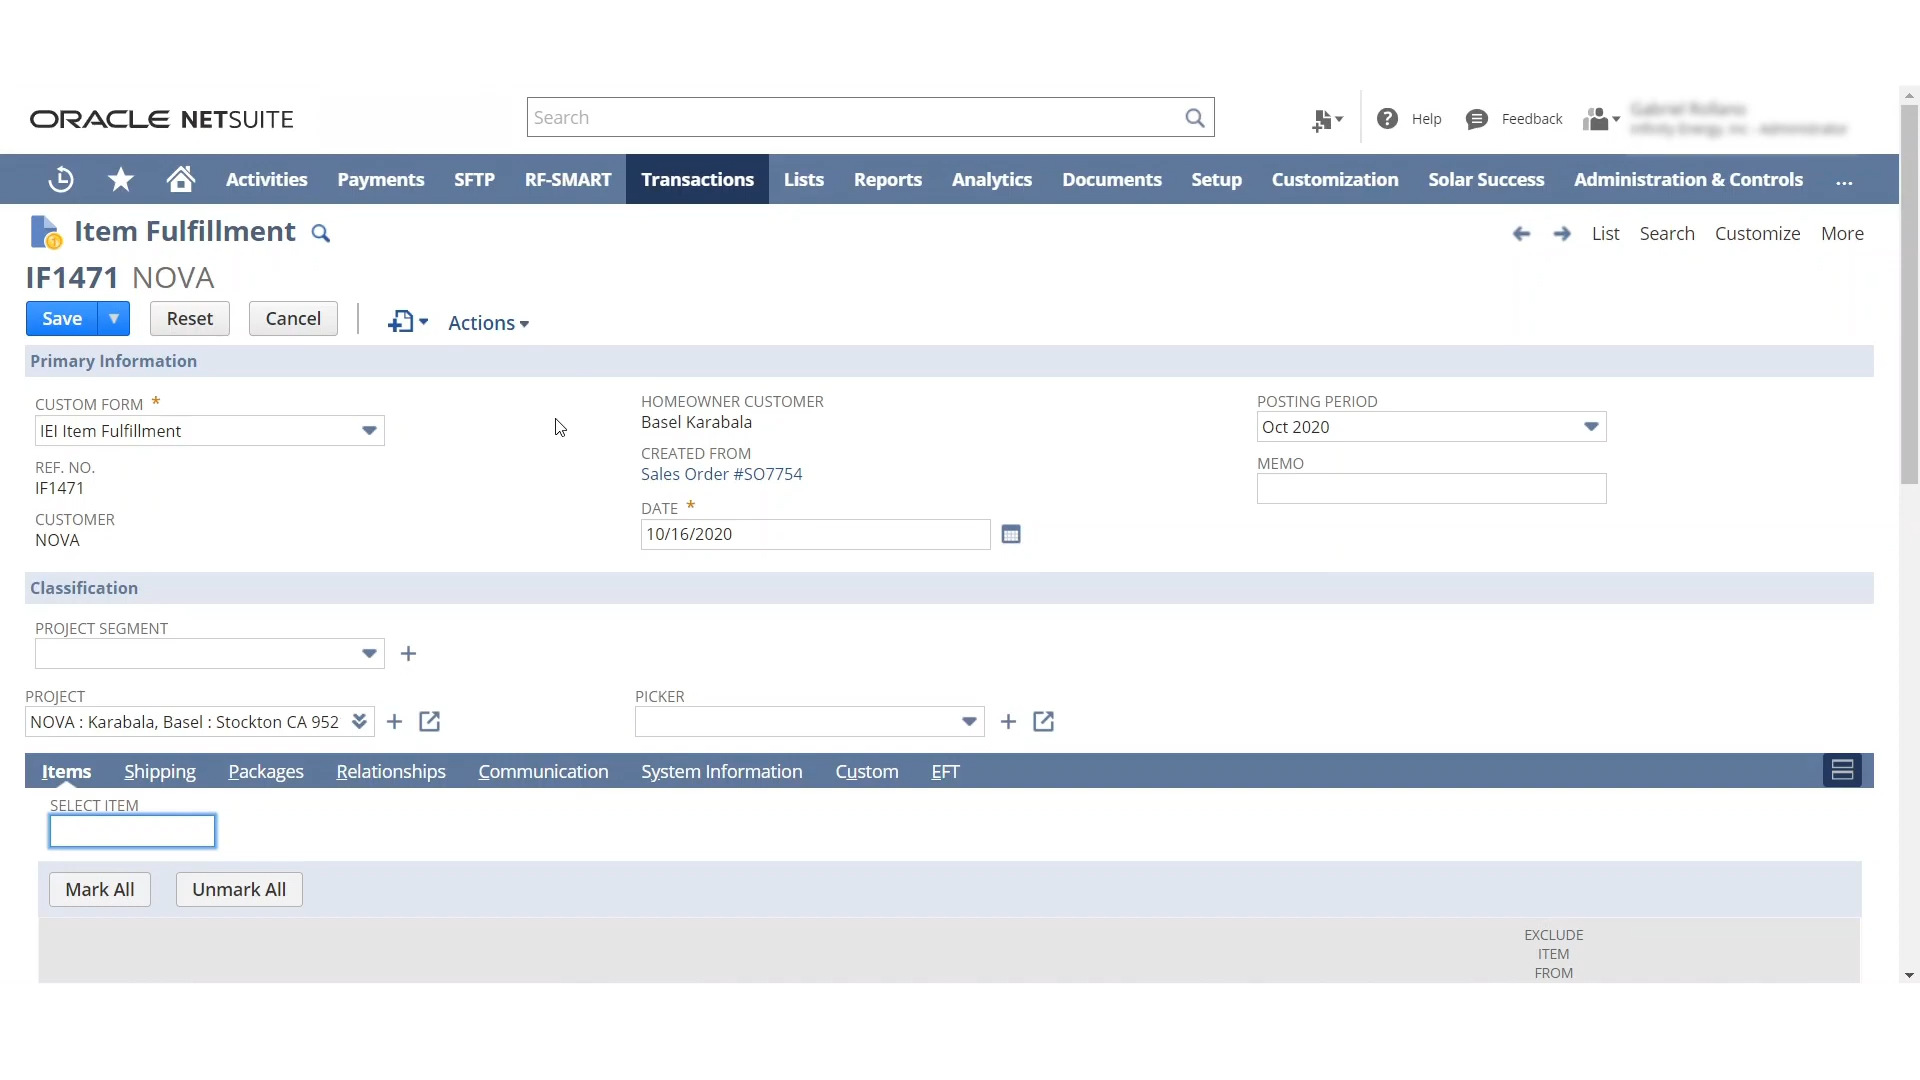 ORACLE NETSUITE
Search
Help
Feedback
Activities Payments SFTP RF-SMART Transactions Lists Reports Analytics Documents Setup Customization Solar Success Administration & Controls ...
Item Fulfillment
List Search Customize More
IF1471 NOVA
Save Reset Cancel Actions
Primary Information
CUSTOM FORM *
IEI Item Fulfillment
REF. NO.
IF1471
CUSTOMER
NOVA
HOMEOWNER CUSTOMER
Basel Karabala
CREATED FROM
Sales Order #SO7754
DATE *
10/16/2020
POSTING PERIOD
Oct 2020
MEMO
Classification
PROJECT SEGMENT
PROJECT
NOVA : Karabala, Basel : Stockton CA 952
PICKER
Items Shipping Packages Relationships Communication System Information Custom EFT
SELECT ITEM
Mark All Unmark All
EXCLUDE
ITEM
FROM